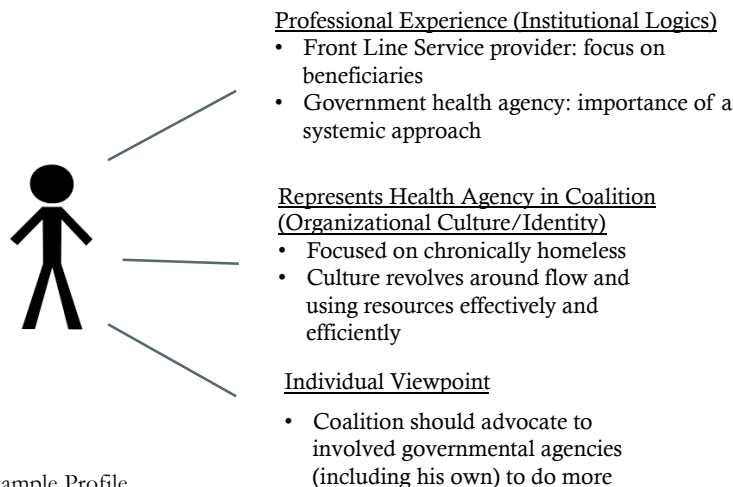 Professional Experience (Institutional Logics)
• Front Line Service provider: focus on
beneficiaries
• Government health agency: importance of a
systemic approach
Represents Health Agency in Coalition
(Organizational Culture/Identity)
• Focused on chronically homeless
• Culture revolves around flow and
using resources effectively and
efficiently
Individual Viewpoint
• Coalition should advocate to
involved governmental agencies
(including his own) to do more
Profile